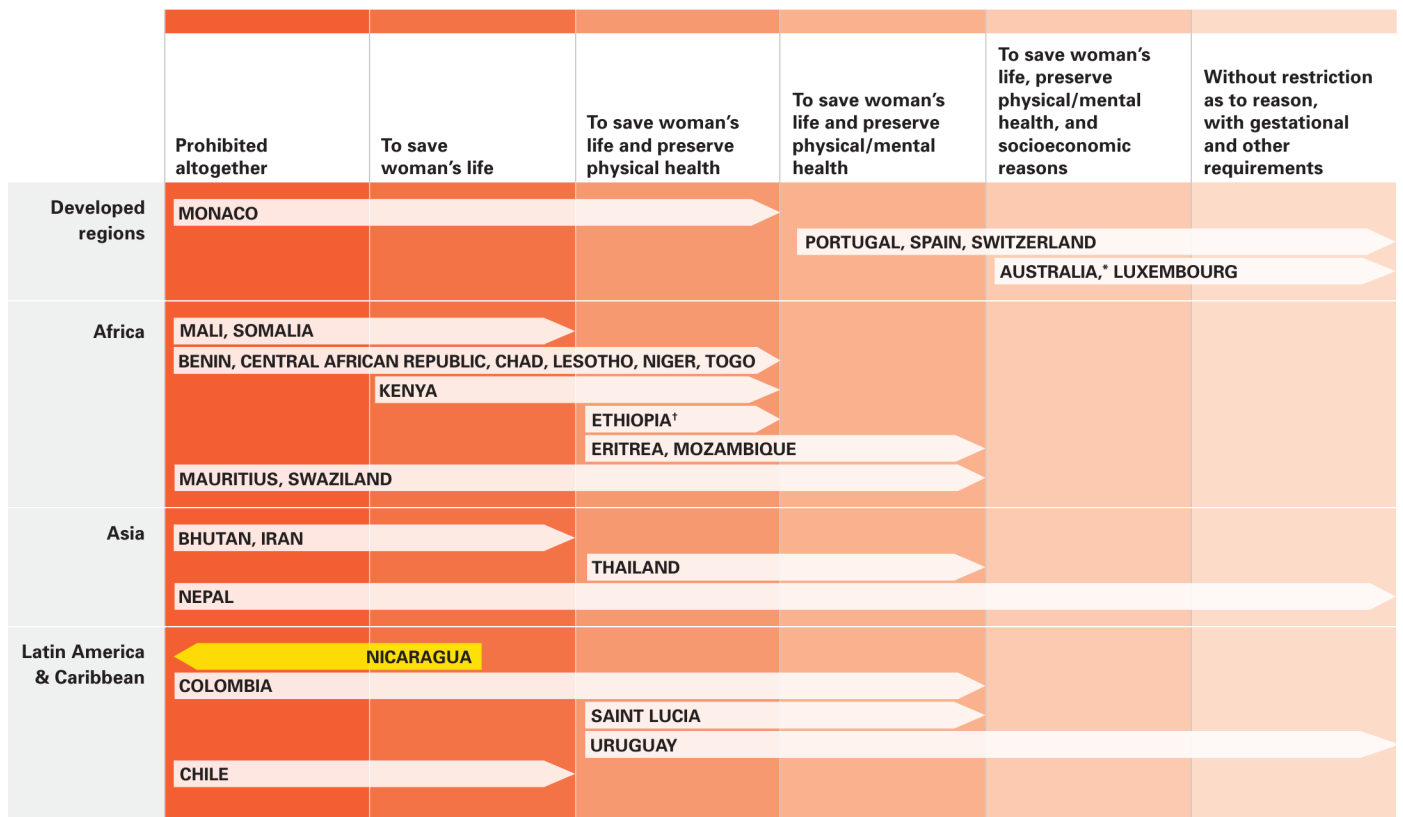 Prohibited
altogether
To save
woman’s life
To save woman’s
life and preserve
physical health
To save woman’s
life and preserve
physical/mental
health
To save woman’s
life, preserve
physical/mental
health, and
socioeconomic
reasons
Without restriction
as to reason,
with gestational
and other
requirements
Developed
regions
MONACO
PORTUGAL, SPAIN, SWITZERLAND
AUSTRALIA,* LUXEMBOURG
Africa
MALI, SOMALIA
BENIN, CENTRAL AFRICAN REPUBLIC, CHAD, LESOTHO, NIGER, TOGO
KENYA
ETHIOPIA†
ERITREA, MOZAMBIQUE
MAURITIUS, SWAZILAND
Asia
BHUTAN, IRAN
THAILAND
NEPAL
Latin America
& Caribbean
NICARAGUA
COLOMBIA
SAINT LUCIA
URUGUAY
CHILE